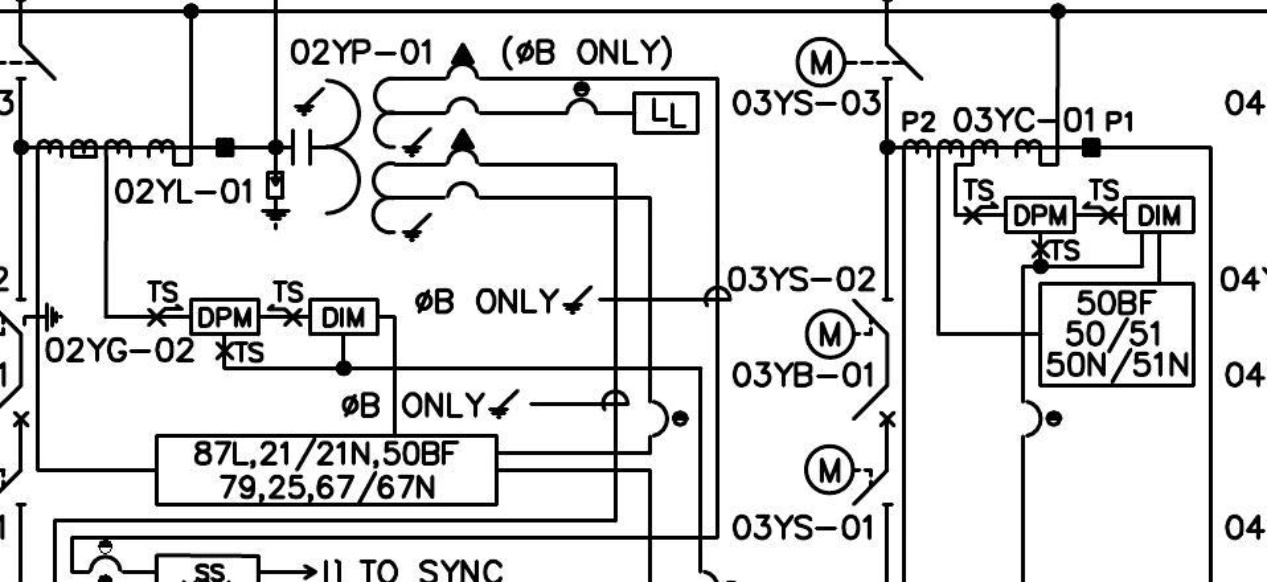 02YP-01 (ØB ONLY)
M
3
03YS-03
04
LL
P2 03YC-01 P1
02YL-01
TS
TS
DPM
DIM
TS
2
03YS-02
04Y
ØB ONLY
TS
TS
DPM
DIM
50BF
50/51
50N/51N
M
02YG-02
TS
1
03YB-01
04
ØB ONLY
87L,21/21N,50BF
79,25,67/67N
M
1
03YS-01
04
SS
TO SYNC